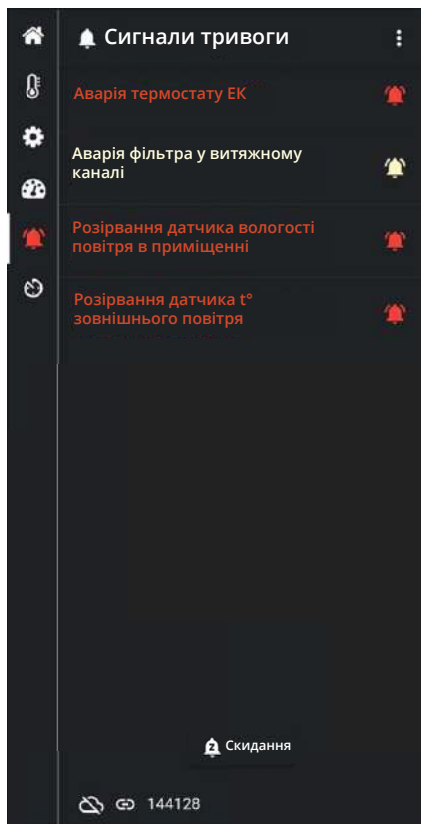 Сигнали тривоги
Аварія термостату ЕК
Аварія фільтра у витяжному
каналі
Розірвання датчика вологості
повітря в приміщенні
Розірвання датчика t°
зовнішнього повітря
Скидання
144128